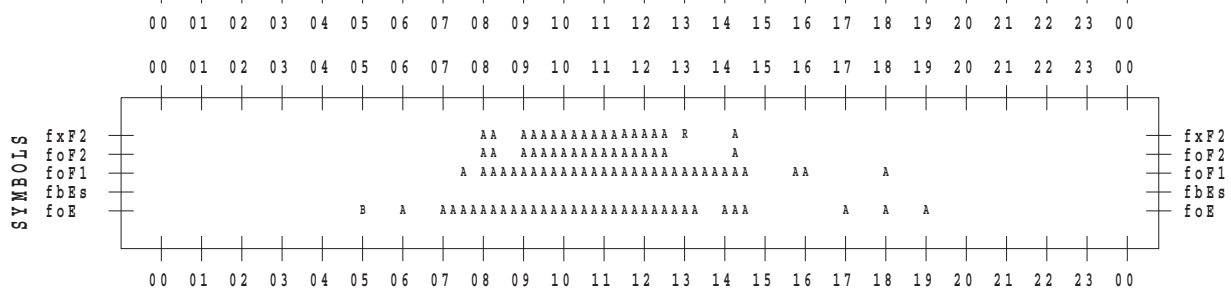 00 01 02 03 04 05 06 07 08 09 10 11 12 13 14 15 16 17 18 19 20 21 22 23 00
00 01 02 03 04 05 06 07 08 09 10 11 12 13 14 15 16 17 18 19 20 21 22 23 00
SYMBOLS
fxF2 AA AAAAAAAAAAAAAAA R A fxF2
foF2 AA AAAAAAAAAAAAAAA A foF2
foF1 A AAAAAAAAAAAAAAAAAAAAAAAAAAA AA A foF1
fbEs fbEs
foE B A AAAAAAAAAAAAAAAAAAAAAAAAAA AAA A A A foE
00 01 02 03 04 05 06 07 08 09 10 11 12 13 14 15 16 17 18 19 20 21 22 23 00